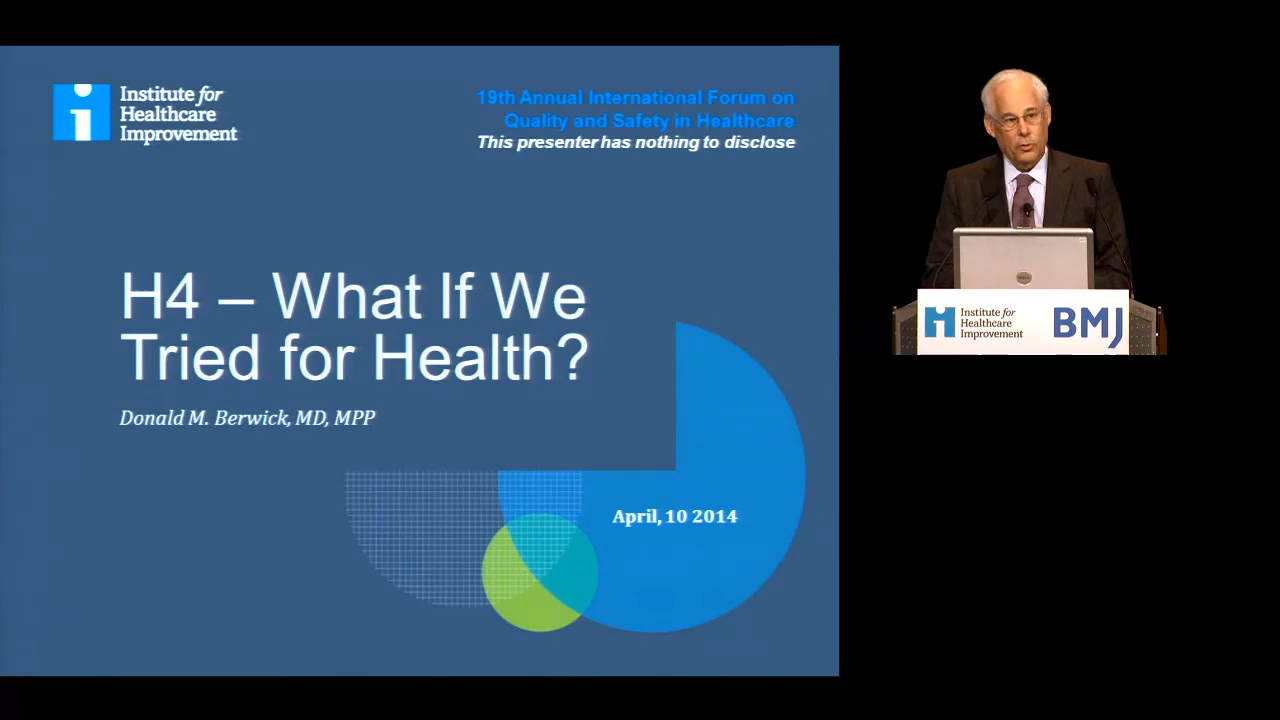 Institute for
Healthcare
Improvement
19th Annual International Forum on
Quality and Safety in Healthcare
This presenter has nothing to disclose
H4 – What If We
Tried for Health?
Donald M. Berwick, MD, MPP
April, 10 2014
DELL
Institute for
Healthcare
Improvement
BMJ